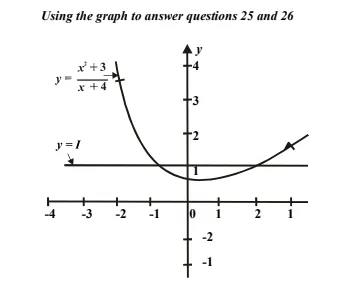 Using the graph to answer questions 25 and 26
y
4
y = x² + 3 / x + 4
3
2
y = 1
1
-4 -3 -2 -1 0 1 2 1
-2
-1